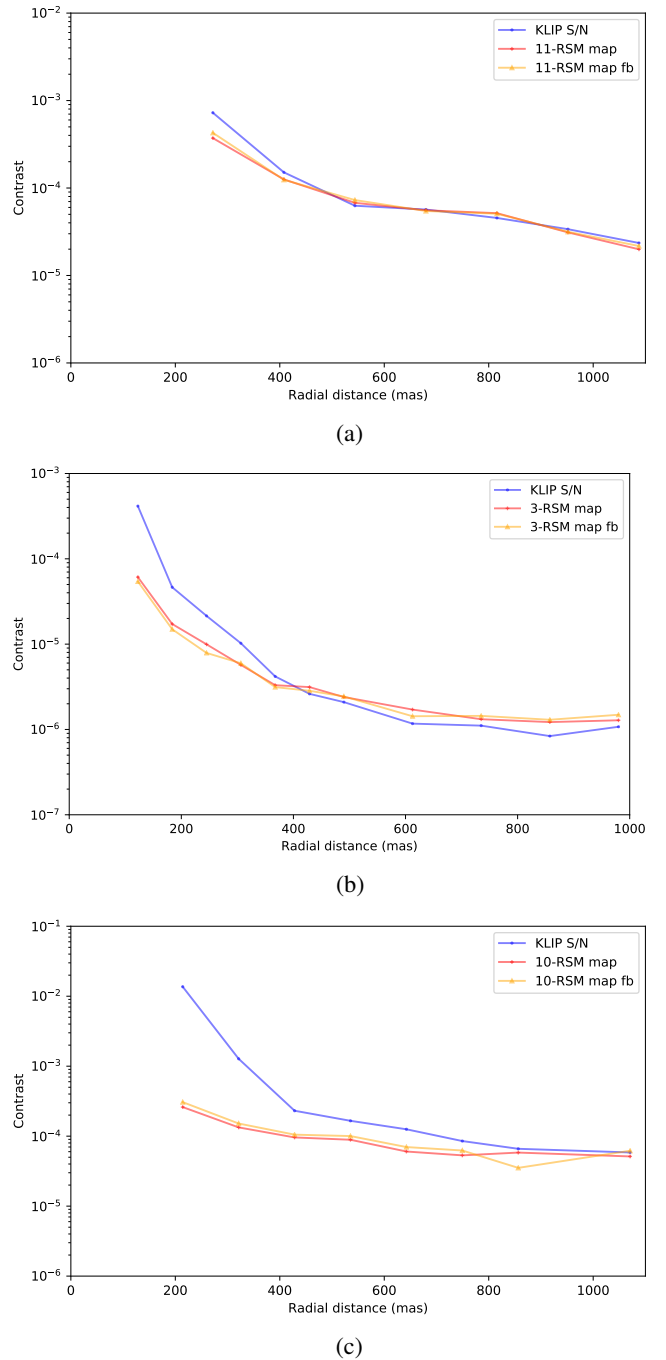 10⁻²
10⁻³
10⁻⁴
10⁻⁵
10⁻⁶
Contrast
KLIP S/N
11-RSM map
11-RSM map fb
0 200 400 600 800 1000
Radial distance (mas)
(a)
10⁻³
10⁻⁴
10⁻⁵
10⁻⁶
10⁻⁷
Contrast
KLIP S/N
3-RSM map
3-RSM map fb
0 200 400 600 800 1000
Radial distance (mas)
(b)
10⁻¹
10⁻²
10⁻³
10⁻⁴
10⁻⁵
10⁻⁶
Contrast
KLIP S/N
10-RSM map
10-RSM map fb
0 200 400 600 800 1000
Radial distance (mas)
(c)